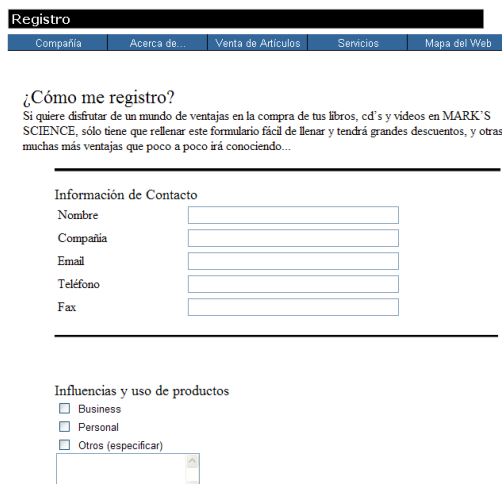 Registro
Compañía Acerca de... Venta de Artículos Servicios Mapa del Web
¿Cómo me registro?
Si quiere disfrutar de un mundo de ventajas en la compra de tus libros, cd's y videos en MARK'S
SCIENCE, sólo tiene que rellenar este formulario fácil de llenar y tendrá grandes descuentos, y otras
muchas más ventajas que poco a poco irá conociendo...
Información de Contacto
Nombre
Compañia
Email
Teléfono
Fax
Influencias y uso de productos
Business
Personal
Otros (especificar)